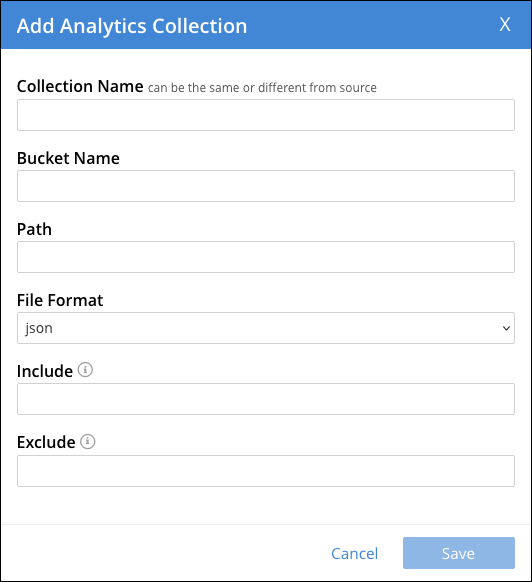 Add Analytics Collection X
Collection Name can be the same or different from source
Bucket Name
Path
File Format
json
Include
Exclude
Cancel Save